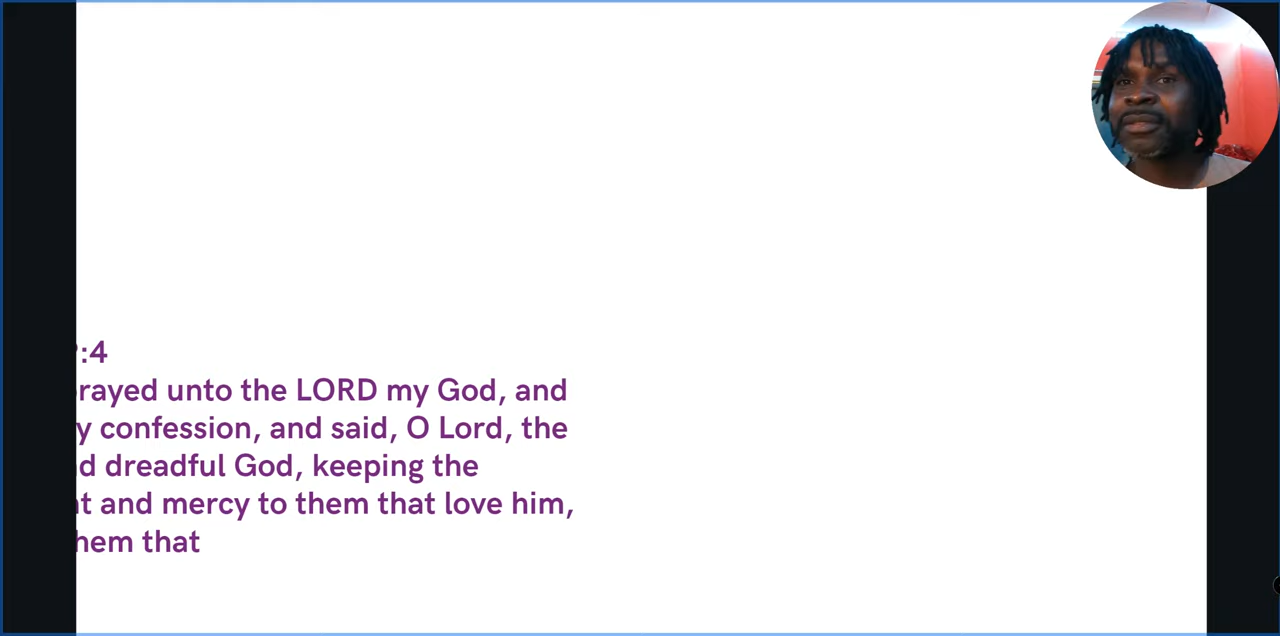 :4
prayed unto the LORD my God, and
y confession, and said, O Lord, the
d dreadful God, keeping the
t and mercy to them that love him,
hem that